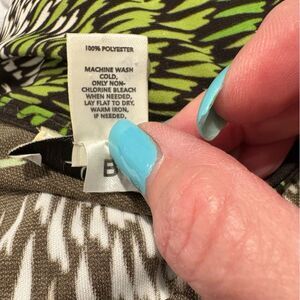 100% POLYESTER
MACHINE WASH
COLD,
ONLY NON-
CHLORINE BLEACH
WHEN NEEDED,
LAY FLAT TO DRY,
WARM IRON,
IF NEEDED,
B